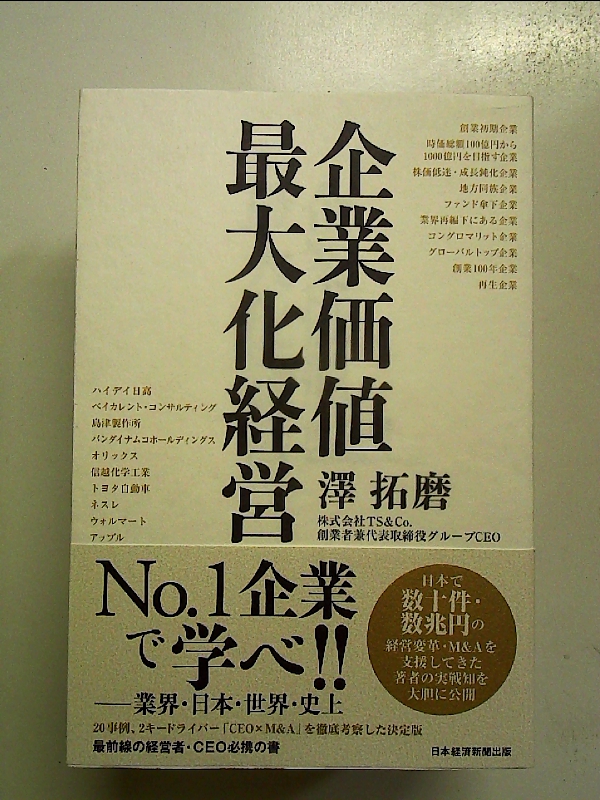 企業価値
最大化経営
創業初期企業
時価総額100億円から
1000億円を目指す企業
株価低迷・成長鈍化企業
地方同族企業
ファンド傘下企業
業界再編下にある企業
コングロマリット企業
グローバルトップ企業
創業100年企業
再生企業
ハイデイ日高
ベイカレント・コンサルティング
島津製作所
バンダイナムコホールディングス
オリックス
信越化学工業
トヨタ自動車
ネスレ
ウォルマート
アップル
澤 拓磨
株式会社TS&Co.
創業者兼代表取締役グループCEO
No.1企業
で学べ!!
──業界・日本・世界・史上
20事例、2キードライバー「CEO×M&A」を徹底考察した決定版
最前線の経営者・CEO必携の書
日本で
数十件・
数兆円の
経営変革・M&Aを
支援してきた
著者の実戦知を
大胆に公開
日本経済新聞出版